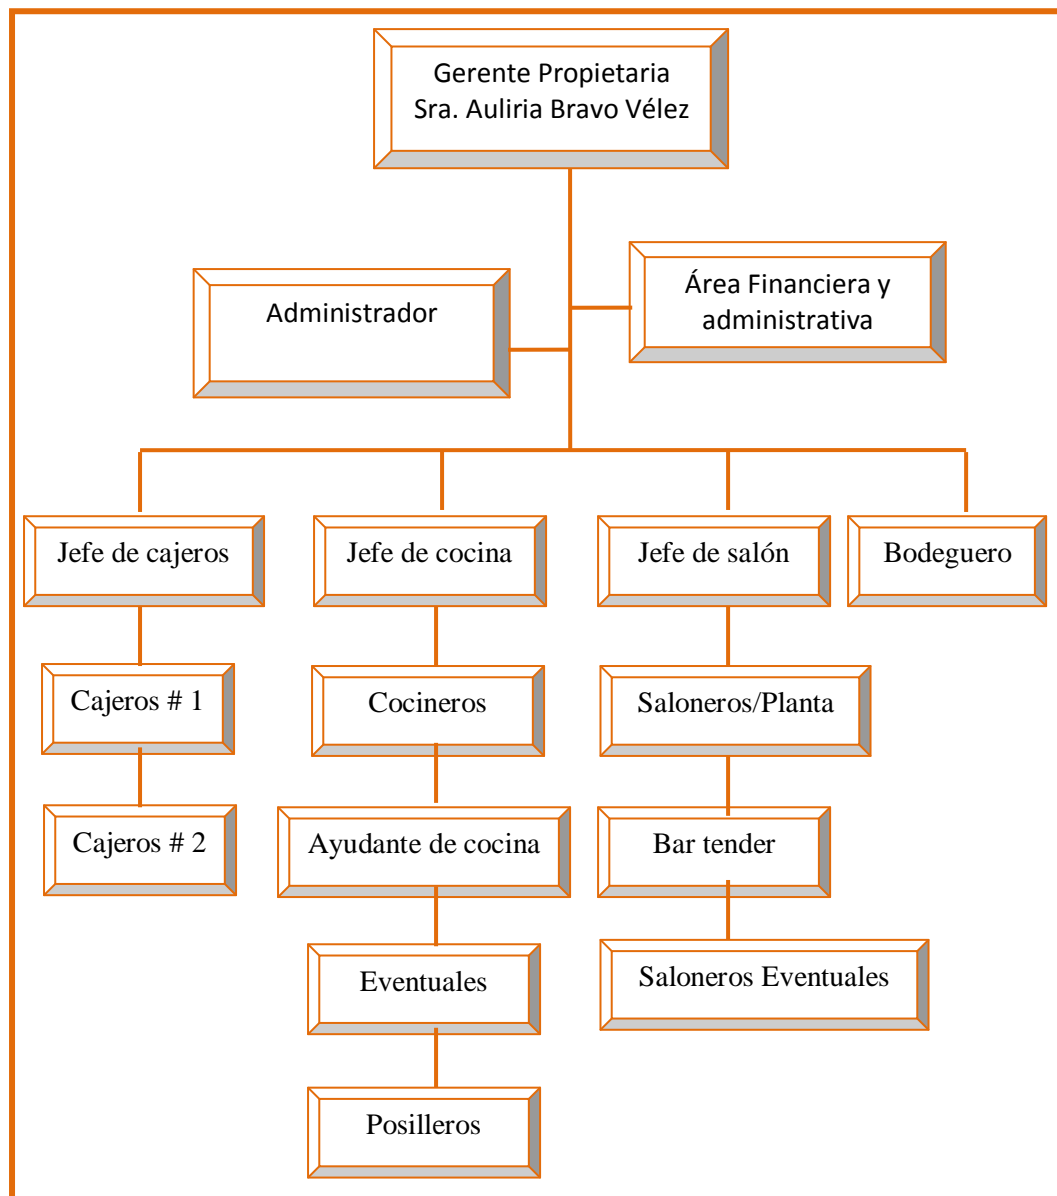 Gerente Propietaria
Sra. Auliria Bravo Vélez
Área Financiera y
administrativa
Administrador
Jefe de cajeros
Jefe de cocina
Jefe de salón
Bodeguero
Cajeros # 1
Cocineros
Saloneros/Planta
Cajeros # 2
Ayudante de cocina
Bar tender
Eventuales
Saloneros Eventuales
Posilleros